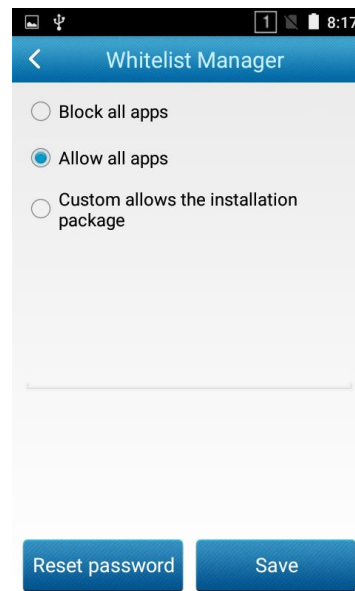 1 8:17
Whitelist Manager
Block all apps
Allow all apps
Custom allows the installation
package
Reset password Save